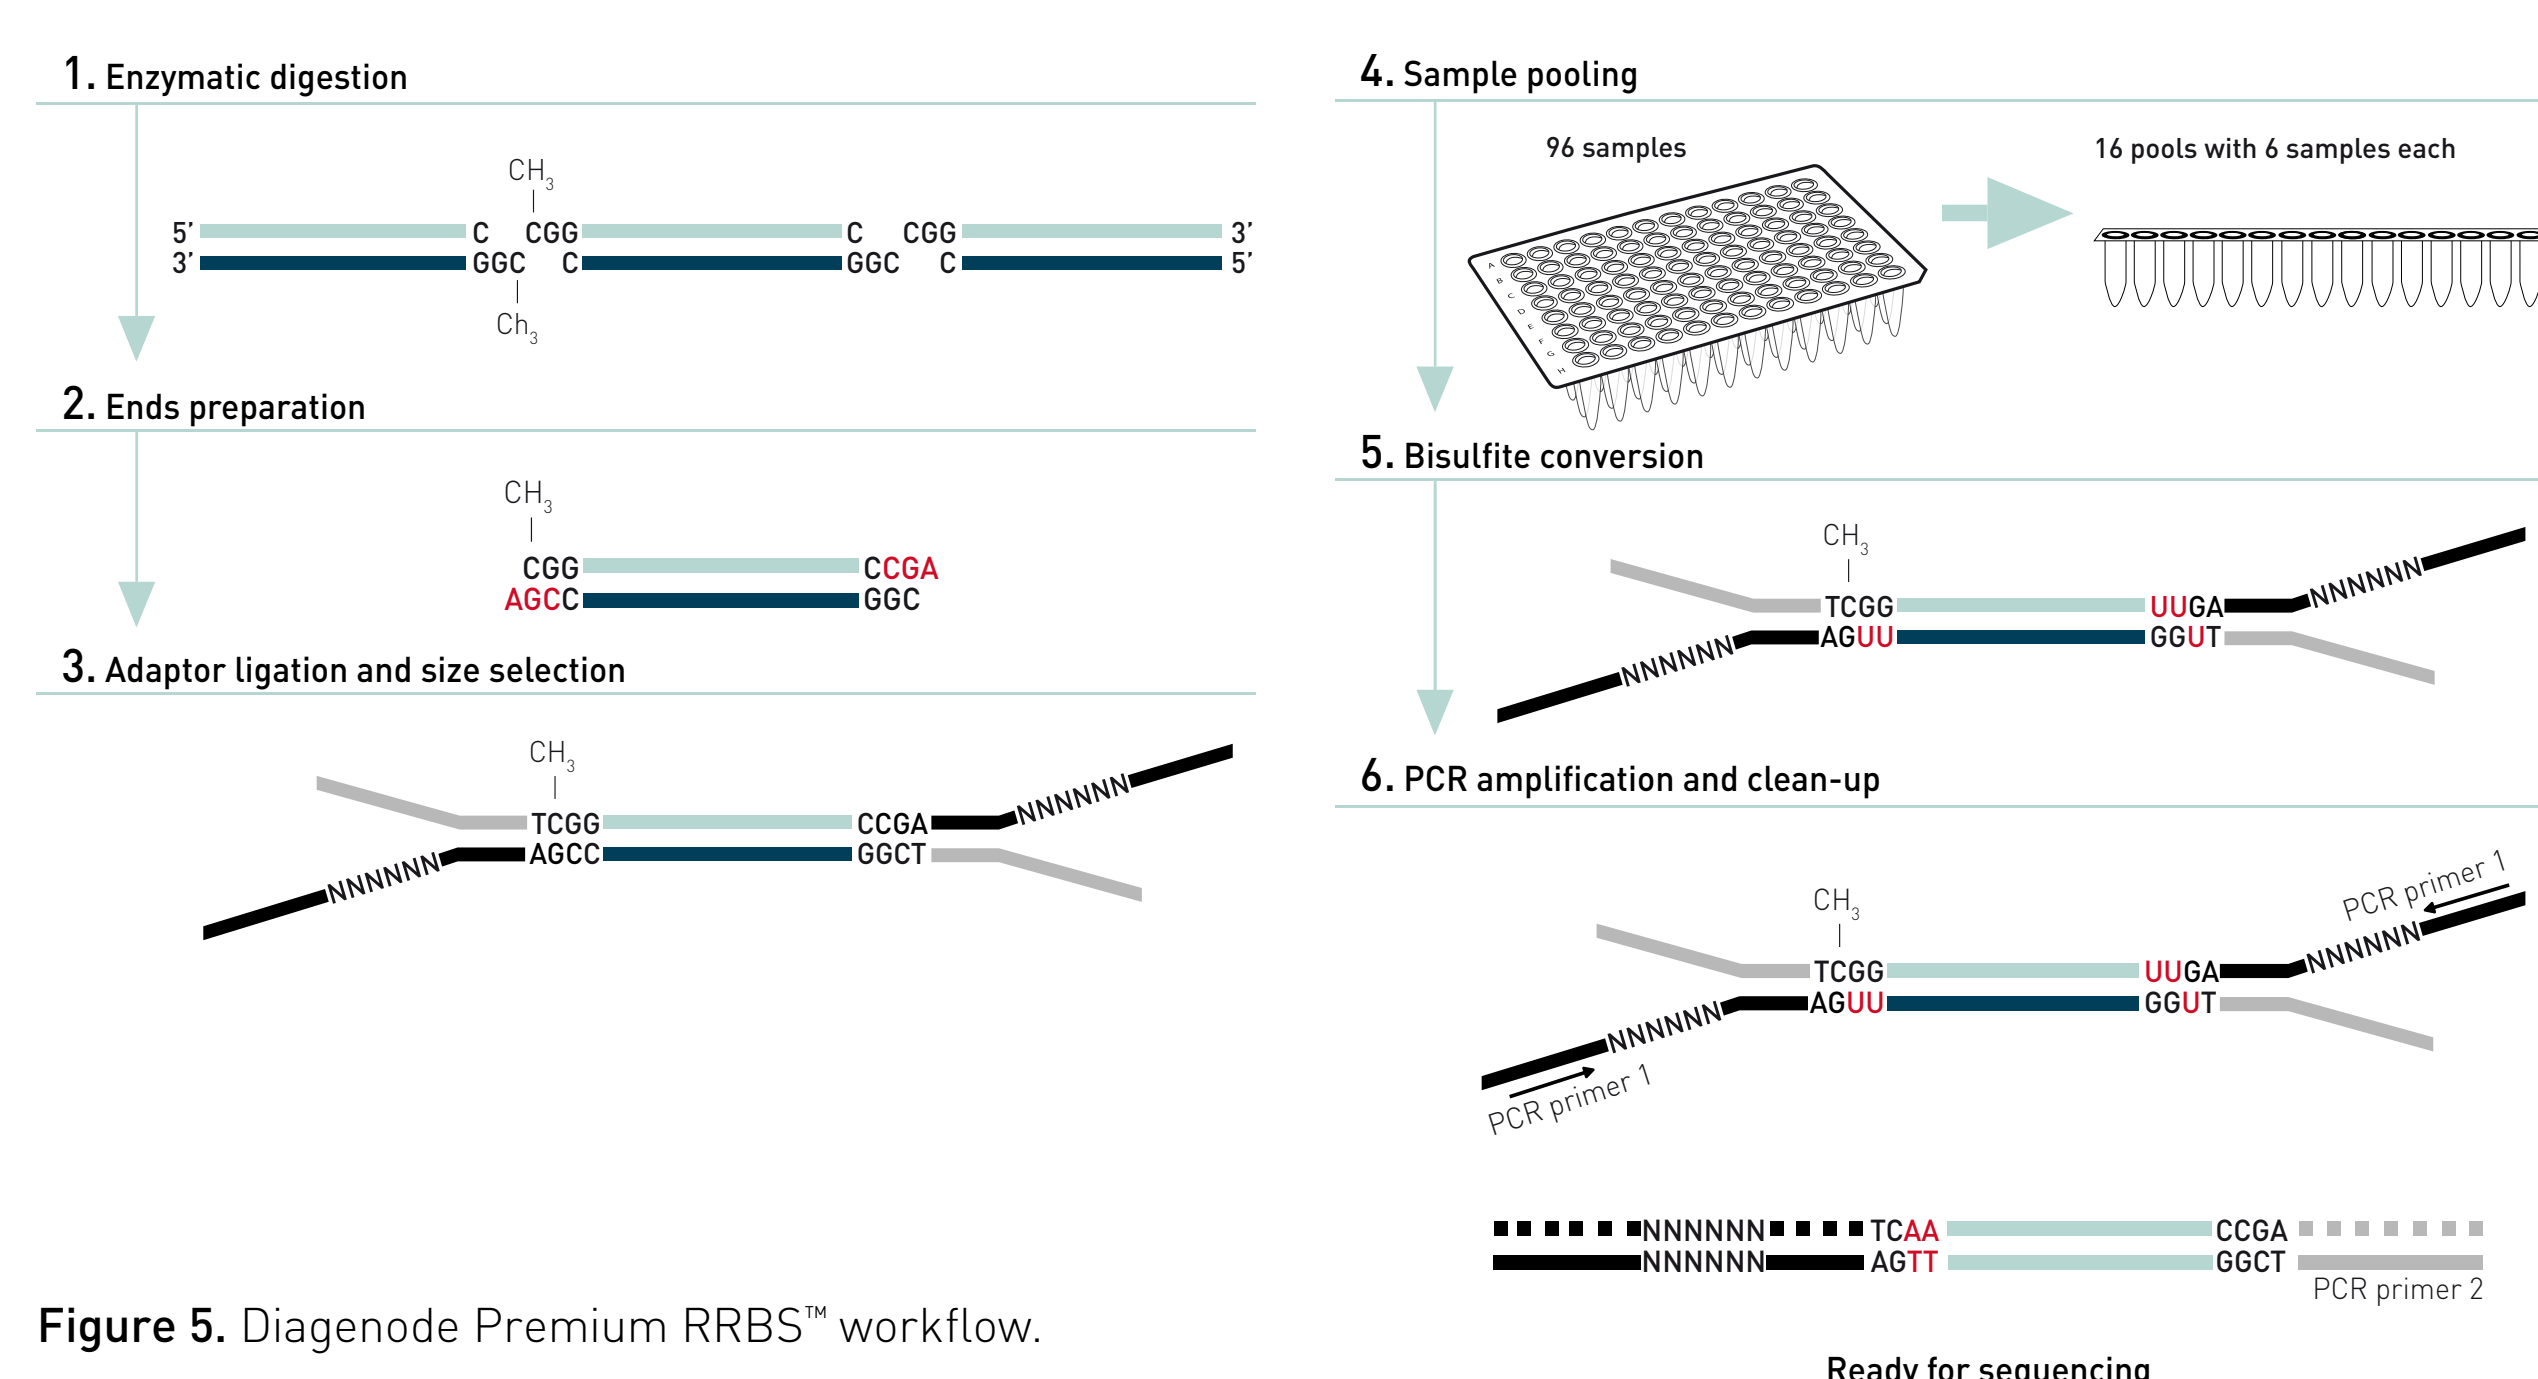 1. Enzymatic digestion
CH3
5’ C CGG C CGG 3’
3’ GGC C GGC C 5’
Ch3
2. Ends preparation
CH3
CGG CCGA
AGCC GGC
3. Adaptor ligation and size selection
CH3
NNNNNN
TCGG CCGA
AGCC GGCT
NNNNNN
4. Sample pooling
96 samples
16 pools with 6 samples each
A
B
C
D
E
F
G
H
5. Bisulfite conversion
CH3
NNNNNN
TCGG UUGA
AGUU GGUT
NNNNNN
6. PCR amplification and clean-up
PCR primer 1
CH3
NNNNNN
TCGG UUGA
AGUU GGUT
NNNNNN
PCR primer 1
NNNNNN TCAA CCGA
NNNNNN AGTT GGCT
PCR primer 2
Ready for sequencing
Figure 5. Diagenode Premium RRBS™ workflow.